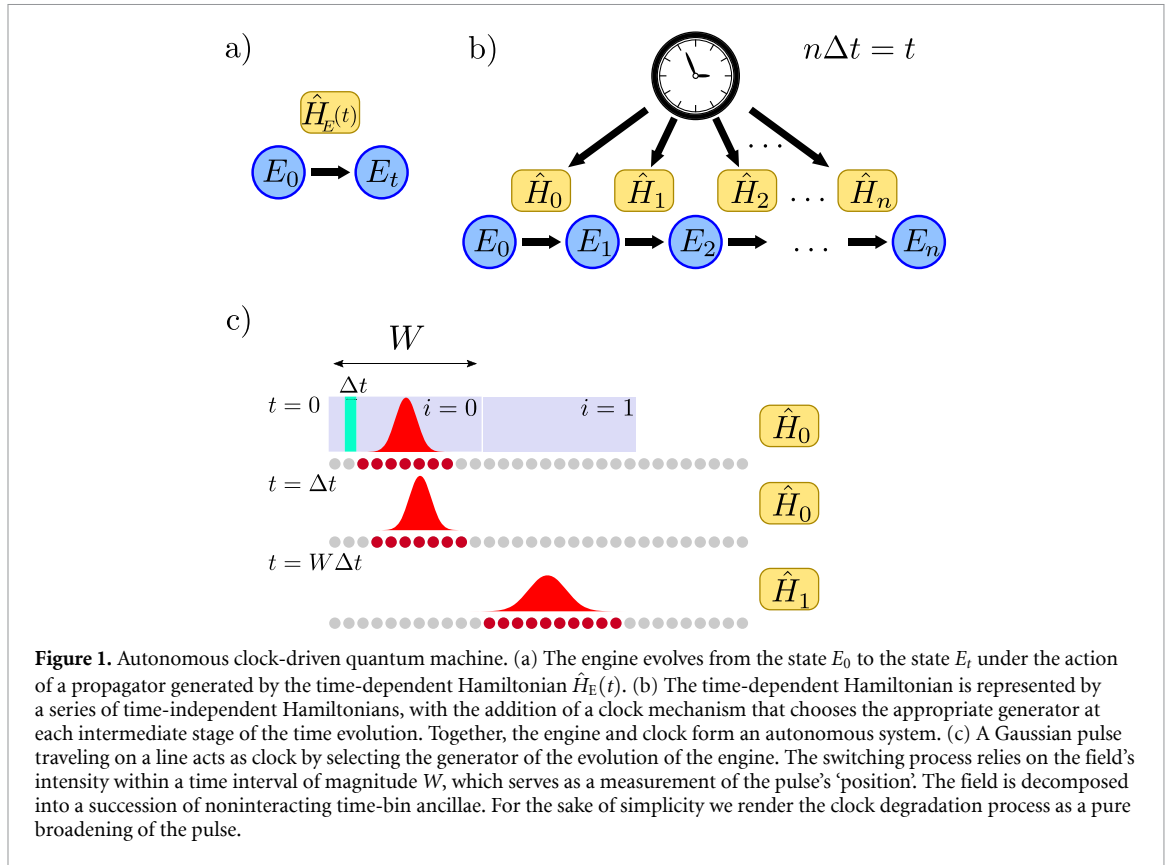 a)
b)
n∆t = t
Ĥ_E(t)
E_0
E_t
. . .
Ĥ_0
Ĥ_1
Ĥ_2
. . .
Ĥ_n
E_0
E_1
E_2
. . .
E_n
c)
W
∆t
t = 0
i = 0
i = 1
Ĥ_0
t = ∆t
Ĥ_0
t = W∆t
Ĥ_1
Figure 1. Autonomous clock-driven quantum machine. (a) The engine evolves from the state E_0 to the state E_t under the action
of a propagator generated by the time-dependent Hamiltonian Ĥ_E(t). (b) The time-dependent Hamiltonian is represented by
a series of time-independent Hamiltonians, with the addition of a clock mechanism that chooses the appropriate generator at
each intermediate stage of the time evolution. Together, the engine and clock form an autonomous system. (c) A Gaussian pulse
traveling on a line acts as clock by selecting the generator of the evolution of the engine. The switching process relies on the field's
intensity within a time interval of magnitude W, which serves as a measurement of the pulse's 'position'. The field is decomposed
into a succession of noninteracting time-bin ancillae. For the sake of simplicity we render the clock degradation process as a pure
broadening of the pulse.